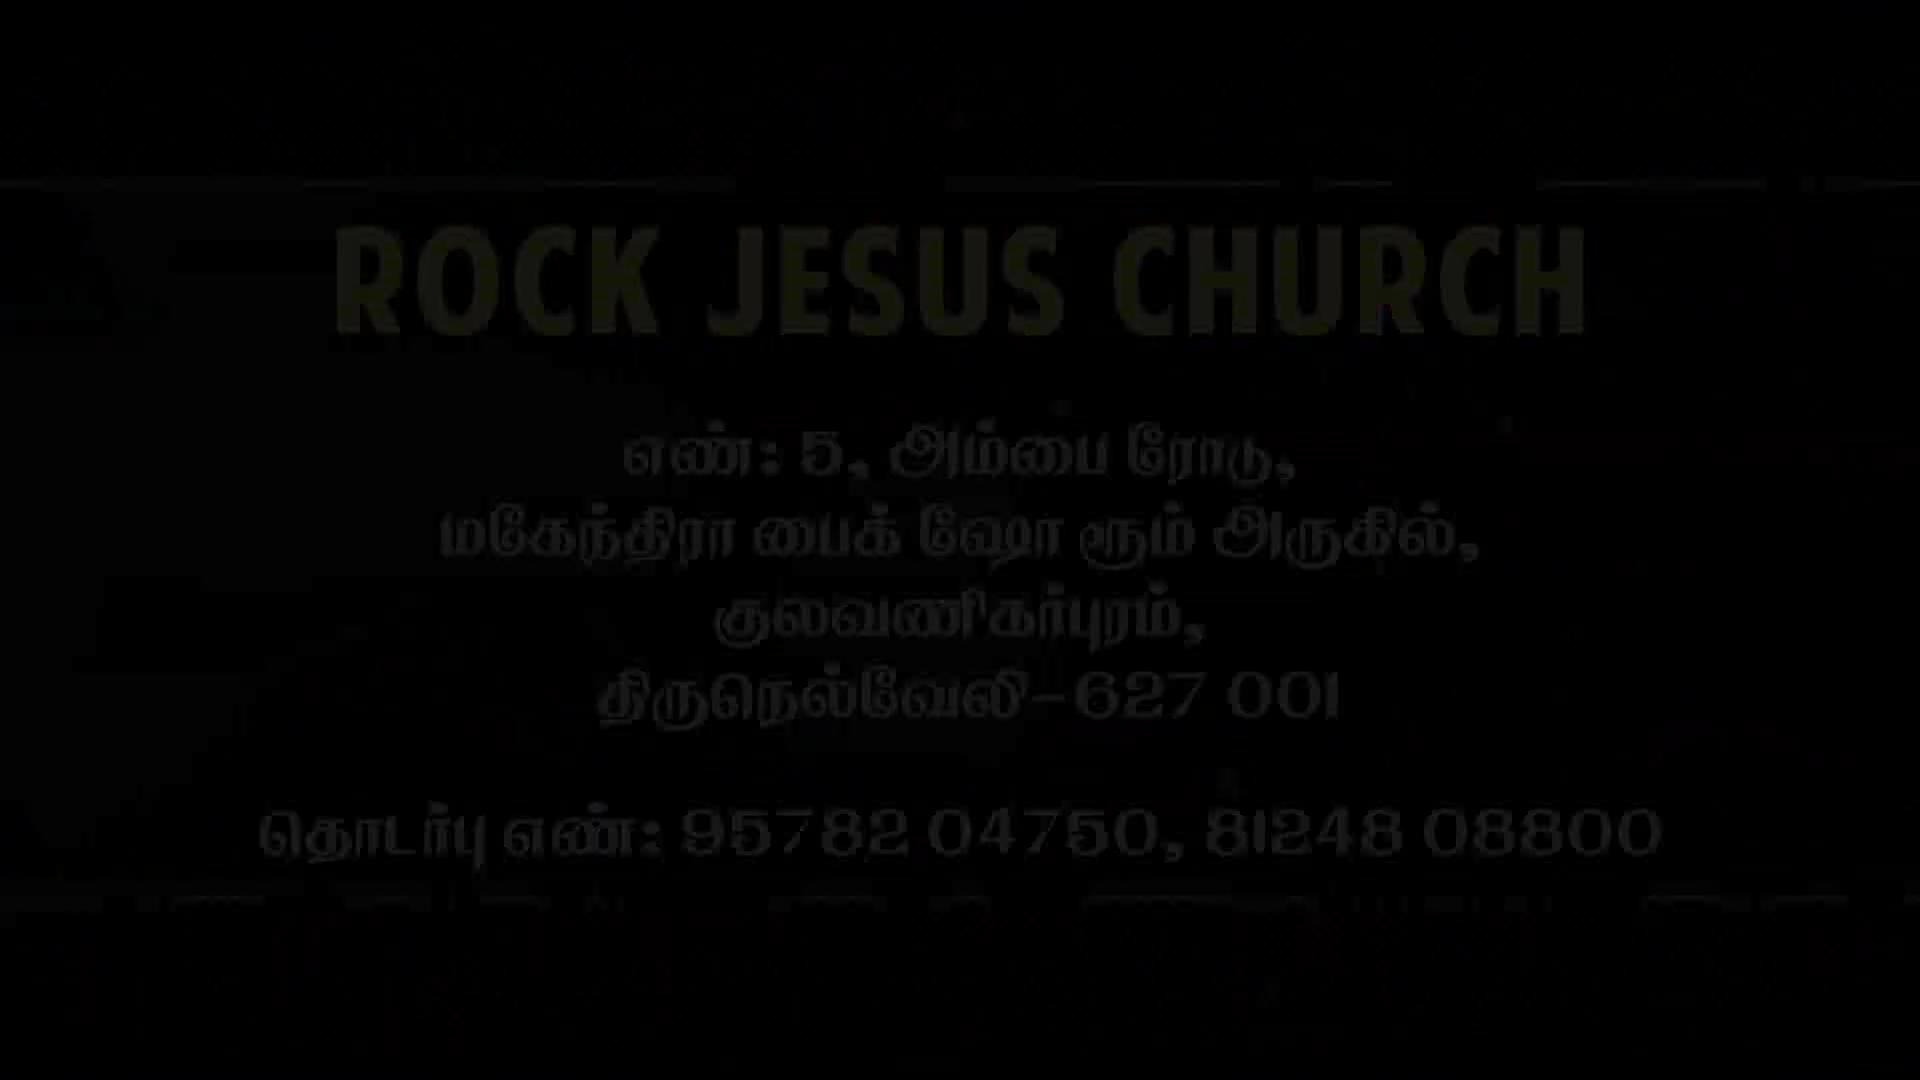 ROCK JESUS CHURCH
எண்: 5, அம்பை ரோடு,
மகேந்திரா பைக் ஷோ ரூம் அருகில்,
குலவணிகர்புரம்,
திருநெல்வேலி-627 001
தொடர்பு எண்: 95782 04750, 81248 08800